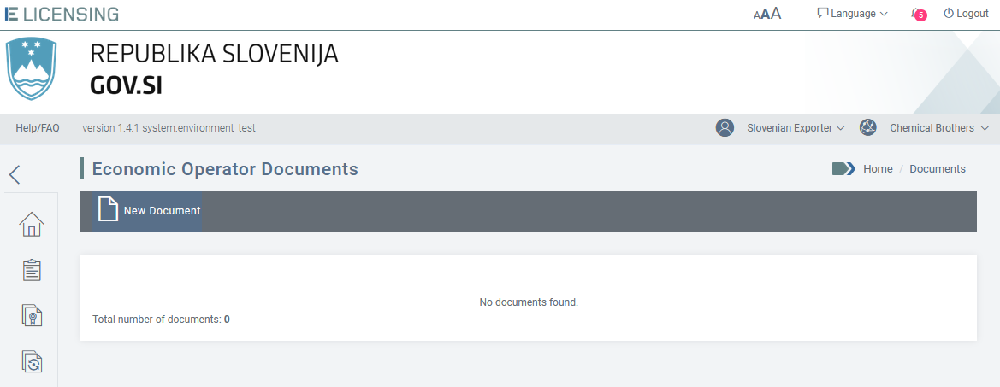 E LICENSING
AAA
Language
5
Logout
REPUBLIKA SLOVENIJA
GOV.SI
Help/FAQ
version 1.4.1 system.environment_test
Slovenian Exporter
Chemical Brothers
Economic Operator Documents
Home / Documents
New Document
No documents found.
Total number of documents: 0